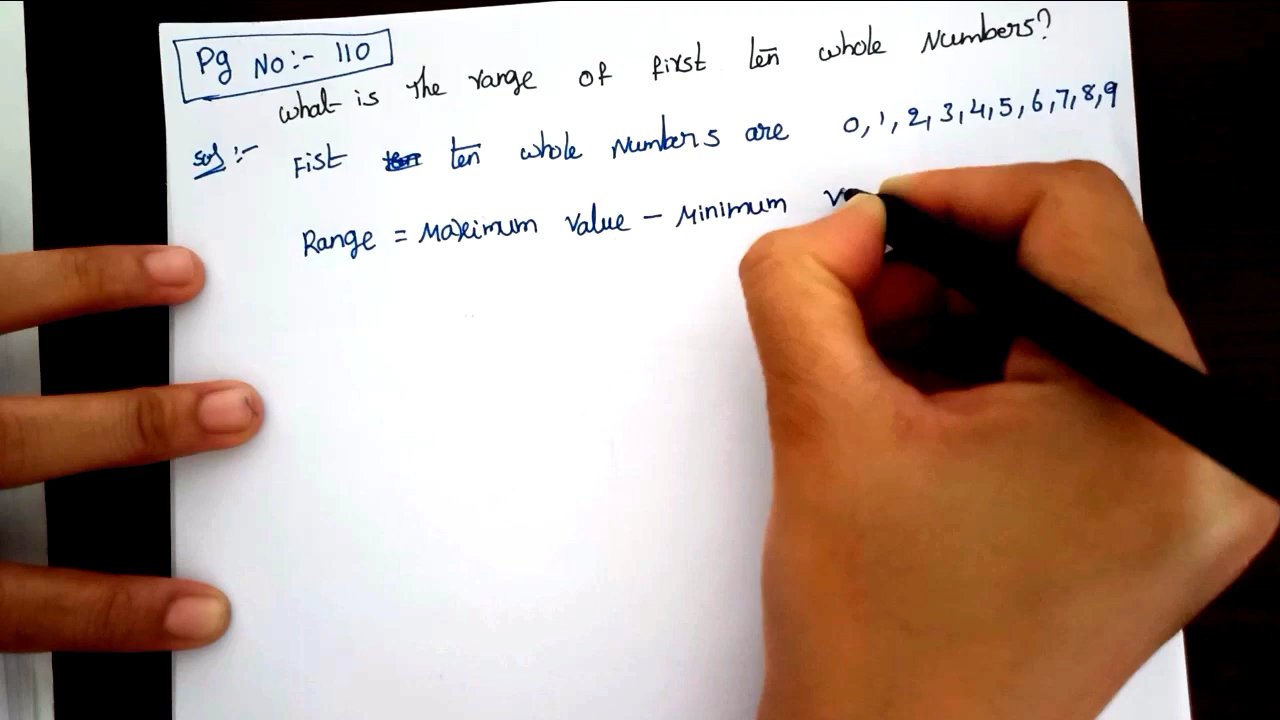 Pg No:- 110
What is the range of first ten whole Numbers?
Sol:- Fist ten whole Numbers are 0, 1, 2, 3, 4, 5, 6, 7, 8, 9
Range = Maximum value - Minimum